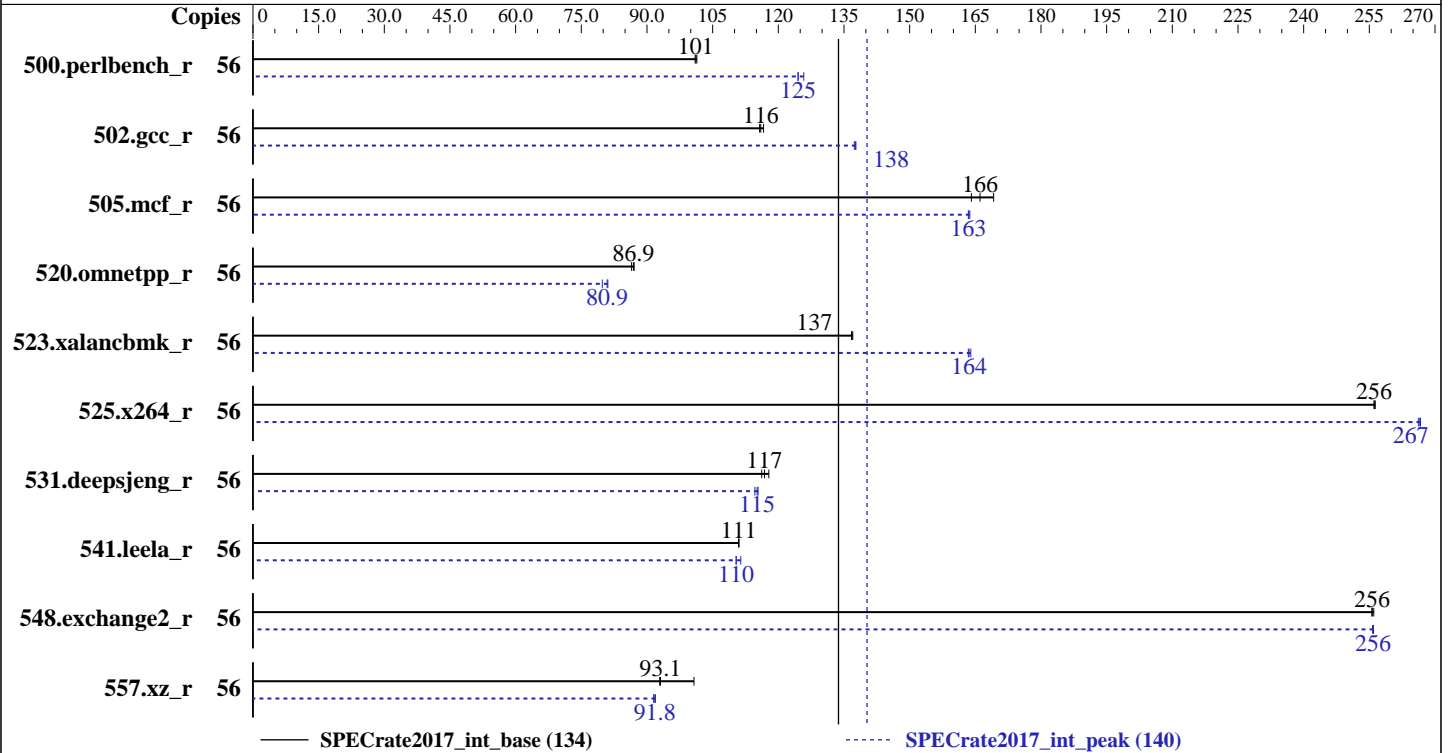 Copies 0 15.0 30.0 45.0 60.0 75.0 90.0 105 120 135 150 165 180 195 210 225 240 255 270
101
500.perlbench_r 56
125
116
502.gcc_r 56
138
166
505.mcf_r 56
163
86.9
520.omnetpp_r 56
80.9
137
523.xalancbmk_r 56
164
256
525.x264_r 56
267
117
531.deepsjeng_r 56
115
111
541.leela_r 56
110
256
548.exchange2_r 56
256
93.1
557.xz_r 56
91.8
SPECrate2017_int_base (134) SPECrate2017_int_peak (140)